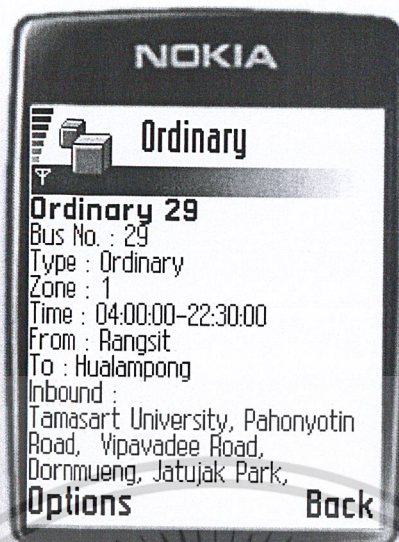 NOKIA
Ordinary
Ordinary 29
Bus No. : 29
Type : Ordinary
Zone : 1
Time : 04:00:00-22:30:00
From : Rangsit
To : Hualampong
Inbound :
Tamasart University, Pahonyotin
Road, Vipavadee Road,
Dornmueng, Jatujak Park,
Options Back